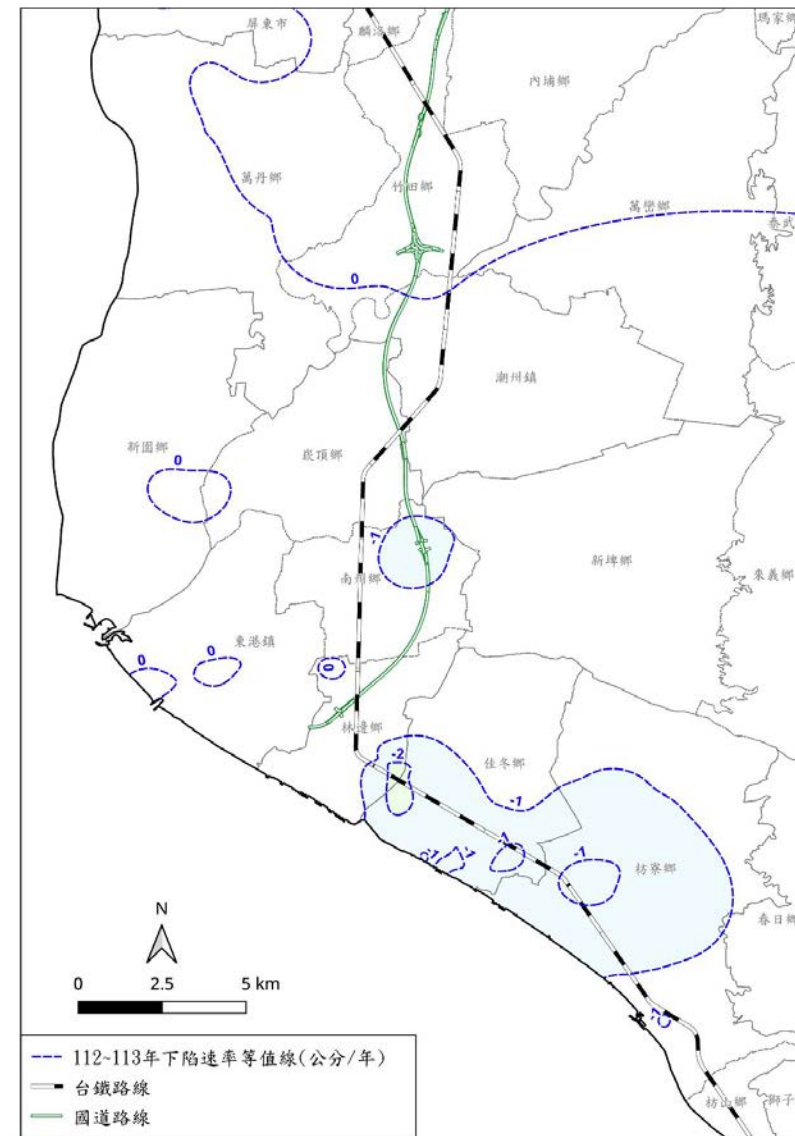 屏東市
麟洛鄉
瑪家鄉
內埔鄉
萬丹鄉
竹田鄉
萬巒鄉
泰武
0
潮州鎮
新園鄉
0
崁頂鄉
-1
南州鄉
新埤鄉
來義鄉
東港鎮
0
0
0
林邊鄉
-2
佳冬鄉
-1
-1
-1
-1
-1
枋寮鄉
春日鄉
N
0 2.5 5 km
-1
112~113年下陷速率等值線(公分/年)
台鐵路線
國道路線
枋山鄉
獅子